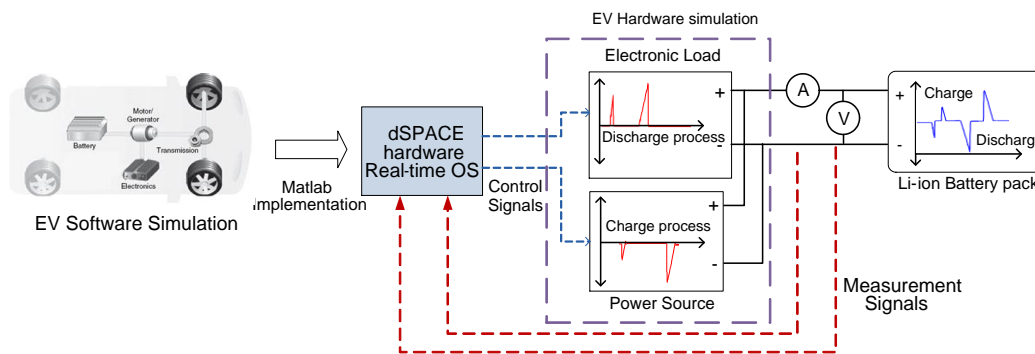 EV Hardware simulation
Electronic Load
+
-
Discharge process
A
V
+
-
Charge
Discharg
Li-ion Battery pack
Motor/
Generator
Battery
Transmission
Electronics
EV Software Simulation
Matlab
Implementation
dSPACE
hardware
Real-time OS
Control
Signals
Charge process
+
-
Power Source
Measurement
Signals